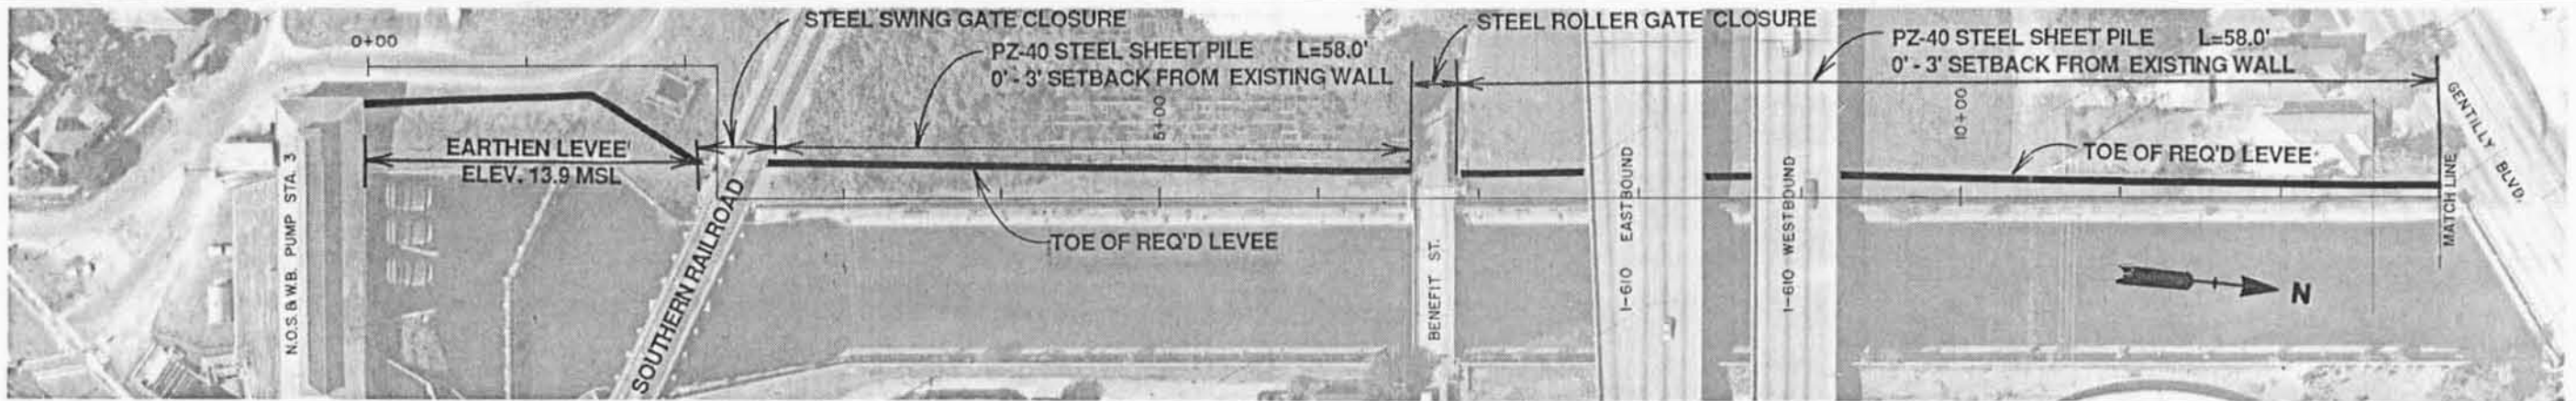 STEEL SWING GATE CLOSURE
STEEL ROLLER GATE CLOSURE
0+00
PZ-40 STEEL SHEET PILE L=58.0'
0' - 3' SETBACK FROM EXISTING WALL
PZ-40 STEEL SHEET PILE L=58.0'
0' - 3' SETBACK FROM EXISTING WALL
5+00
10+00
GENTILLY BLVD.
EARTHEN LEVEE
ELEV. 13.9 MSL
TOE OF REQ'D LEVEE
N.O.S. & W.B. PUMP STA. 3
SOUTHERN RAILROAD
TOE OF REQ'D LEVEE
BENEFIT ST.
I-610 EASTBOUND
I-610 WESTBOUND
MATCH LINE
N